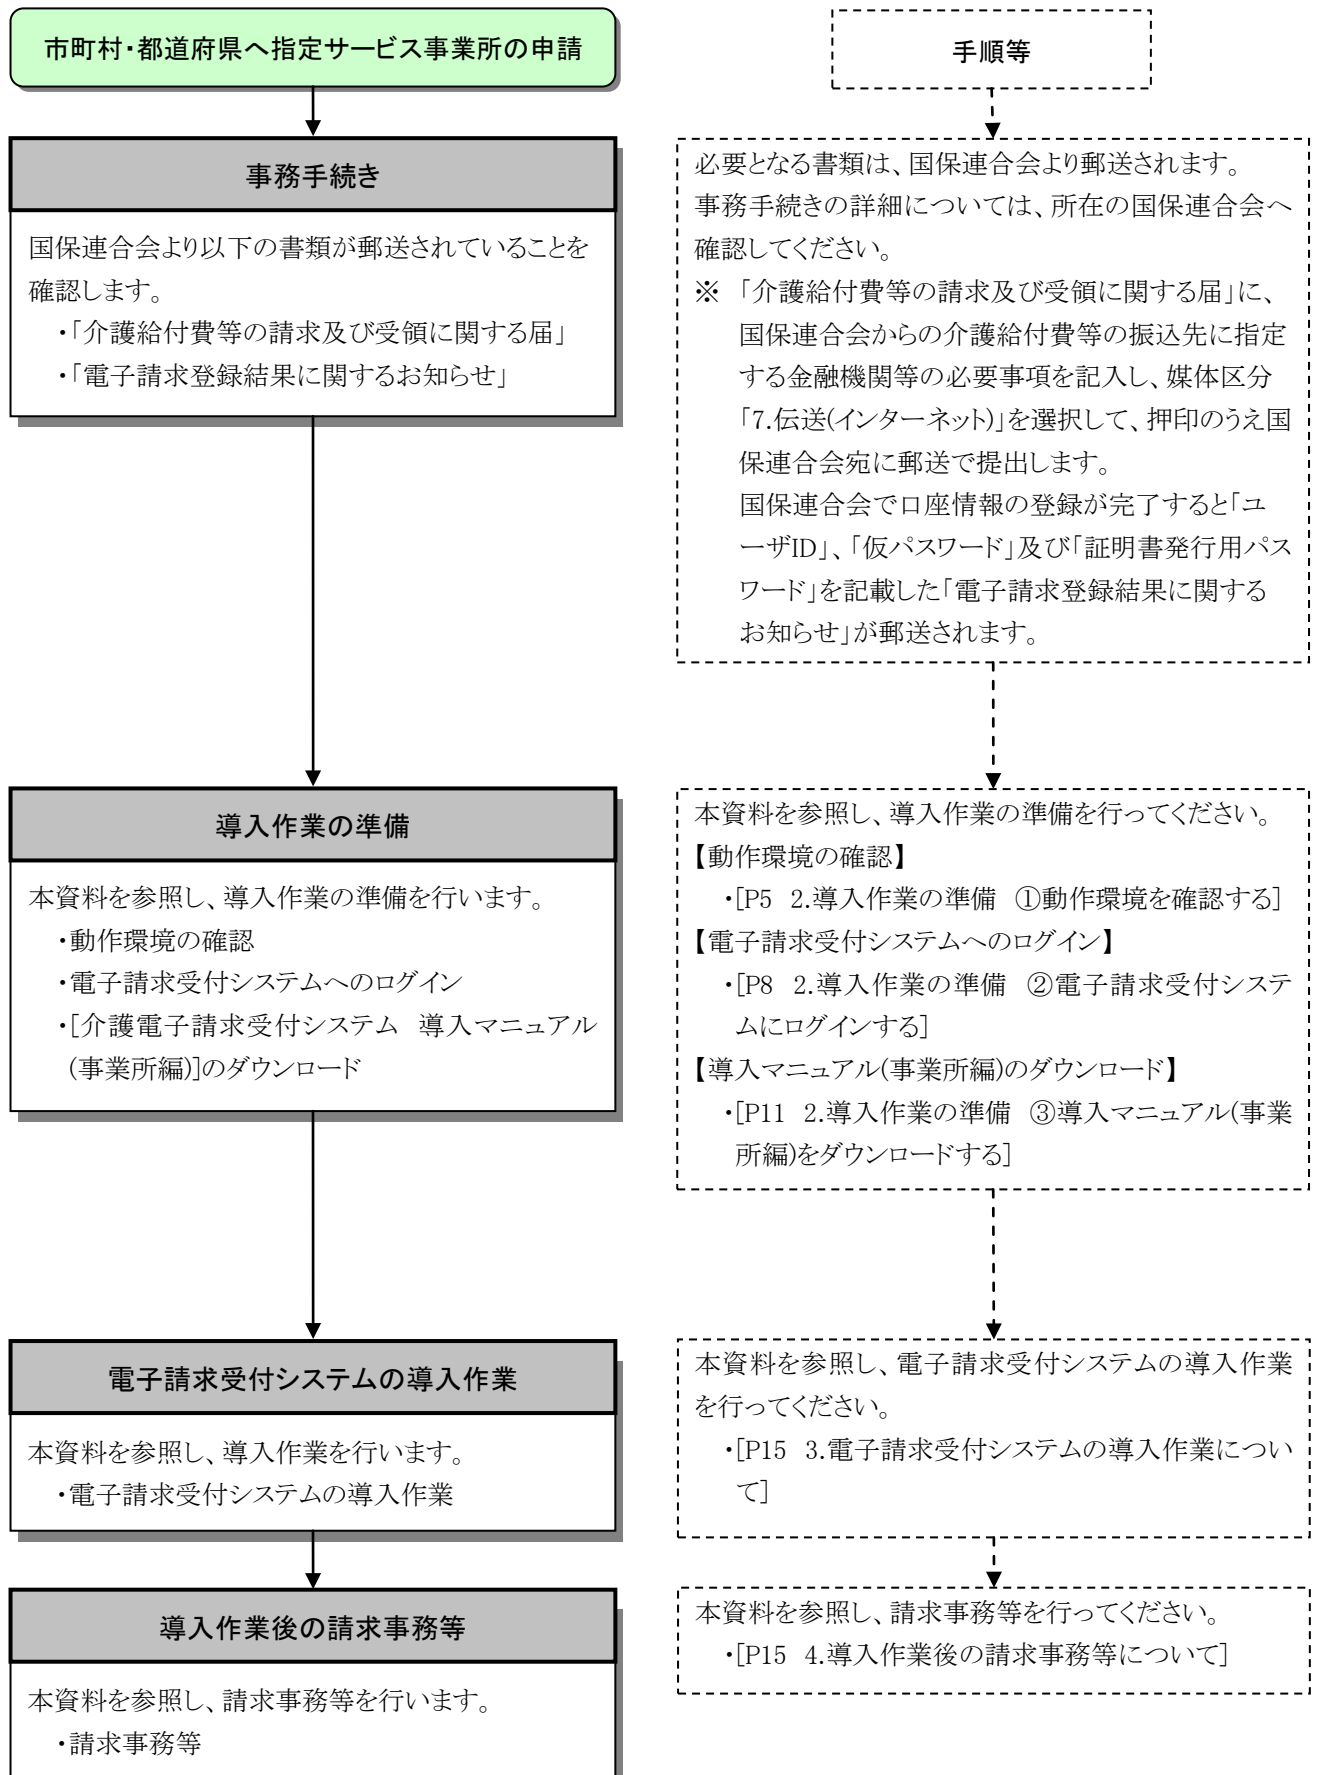 市町村・都道府県へ指定サービス事業所の申請
手順等
事務手続き
国保連合会より以下の書類が郵送されていることを
確認します。
・「介護給付費等の請求及び受領に関する届」
・「電子請求登録結果に関するお知らせ」
必要となる書類は、国保連合会より郵送されます。
事務手続きの詳細については、所在の国保連合会へ
確認してください。
※ 「介護給付費等の請求及び受領に関する届」に、
国保連合会からの介護給付費等の振込先に指定
する金融機関等の必要事項を記入し、媒体区分
「7.伝送(インターネット)」を選択して、押印のうえ国
保連合会宛に郵送で提出します。
国保連合会で口座情報の登録が完了すると「ユ
ーザID」、「仮パスワード」及び「証明書発行用パス
ワード」を記載した「電子請求登録結果に関する
お知らせ」が郵送されます。
導入作業の準備
本資料を参照し、導入作業の準備を行います。
・動作環境の確認
・電子請求受付システムへのログイン
・[介護電子請求受付システム 導入マニュアル
(事業所編)]のダウンロード
本資料を参照し、導入作業の準備を行ってください。
【動作環境の確認】
・[P5 2.導入作業の準備 ①動作環境を確認する]
【電子請求受付システムへのログイン】
・[P8 2.導入作業の準備 ②電子請求受付システ
ムにログインする]
【導入マニュアル(事業所編)のダウンロード】
・[P11 2.導入作業の準備 ③導入マニュアル(事業
所編)をダウンロードする]
電子請求受付システムの導入作業
本資料を参照し、導入作業を行います。
・電子請求受付システムの導入作業
本資料を参照し、電子請求受付システムの導入作業
を行ってください。
・[P15 3.電子請求受付システムの導入作業につい
て]
導入作業後の請求事務等
本資料を参照し、請求事務等を行います。
・請求事務等
本資料を参照し、請求事務等を行ってください。
・[P15 4.導入作業後の請求事務等について]